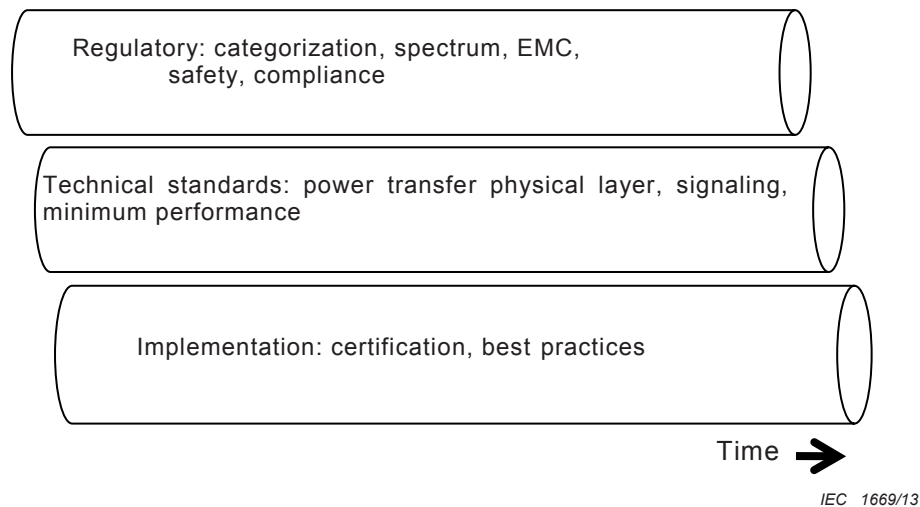 Regulatory: categorization, spectrum, EMC,
safety, compliance
Technical standards: power transfer physical layer, signaling,
minimum performance
Implementation: certification, best practices
Time
IEC 1669/13